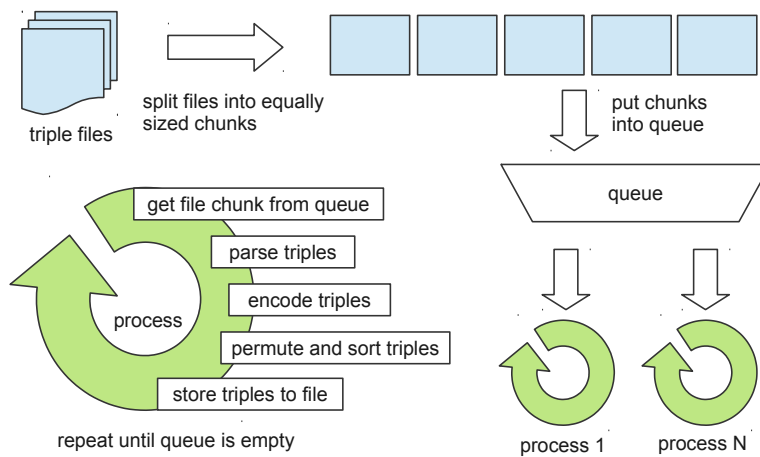 triple files
split files into equally
sized chunks
put chunks
into queue
queue
get file chunk from queue
parse triples
encode triples
process
permute and sort triples
store triples to file
repeat until queue is empty
process 1
process N